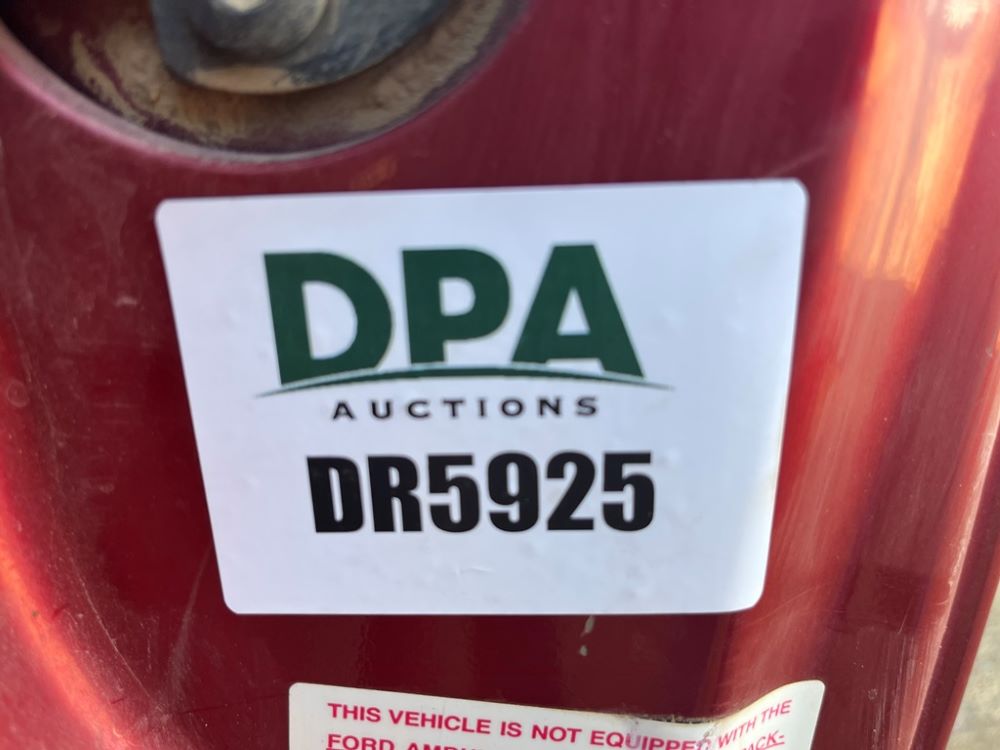 DPA
AUCTIONS
DR5925
THIS VEHICLE IS NOT EQUIPPED WITH THE
FORD